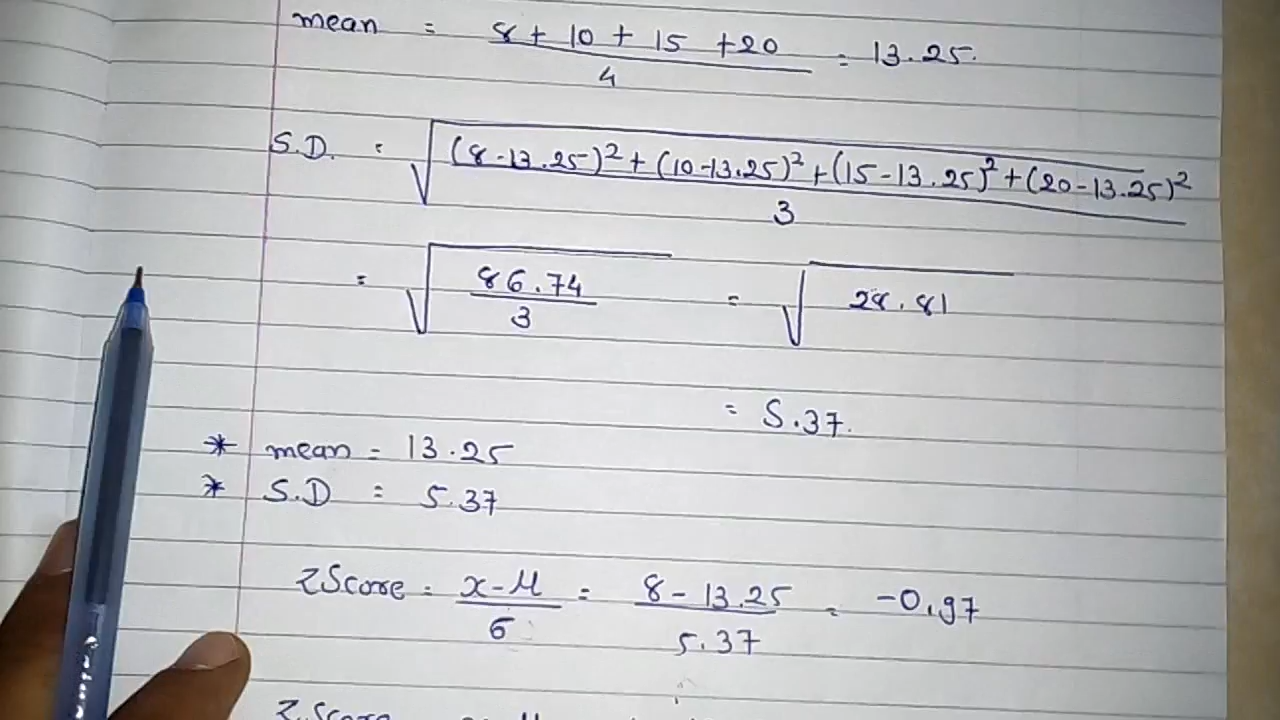 mean = 8 + 10 + 15 + 20 / 4 = 13.25.
S.D. = √((8-13.25)² + (10-13.25)² + (15-13.25)² + (20-13.25)² / 3)
= √(86.74 / 3) = √28.81
= 5.37.
* mean = 13.25
* S.D = 5.37
ZScore = x-μ / σ = 8 - 13.25 / 5.37 = -0.97
Z Score